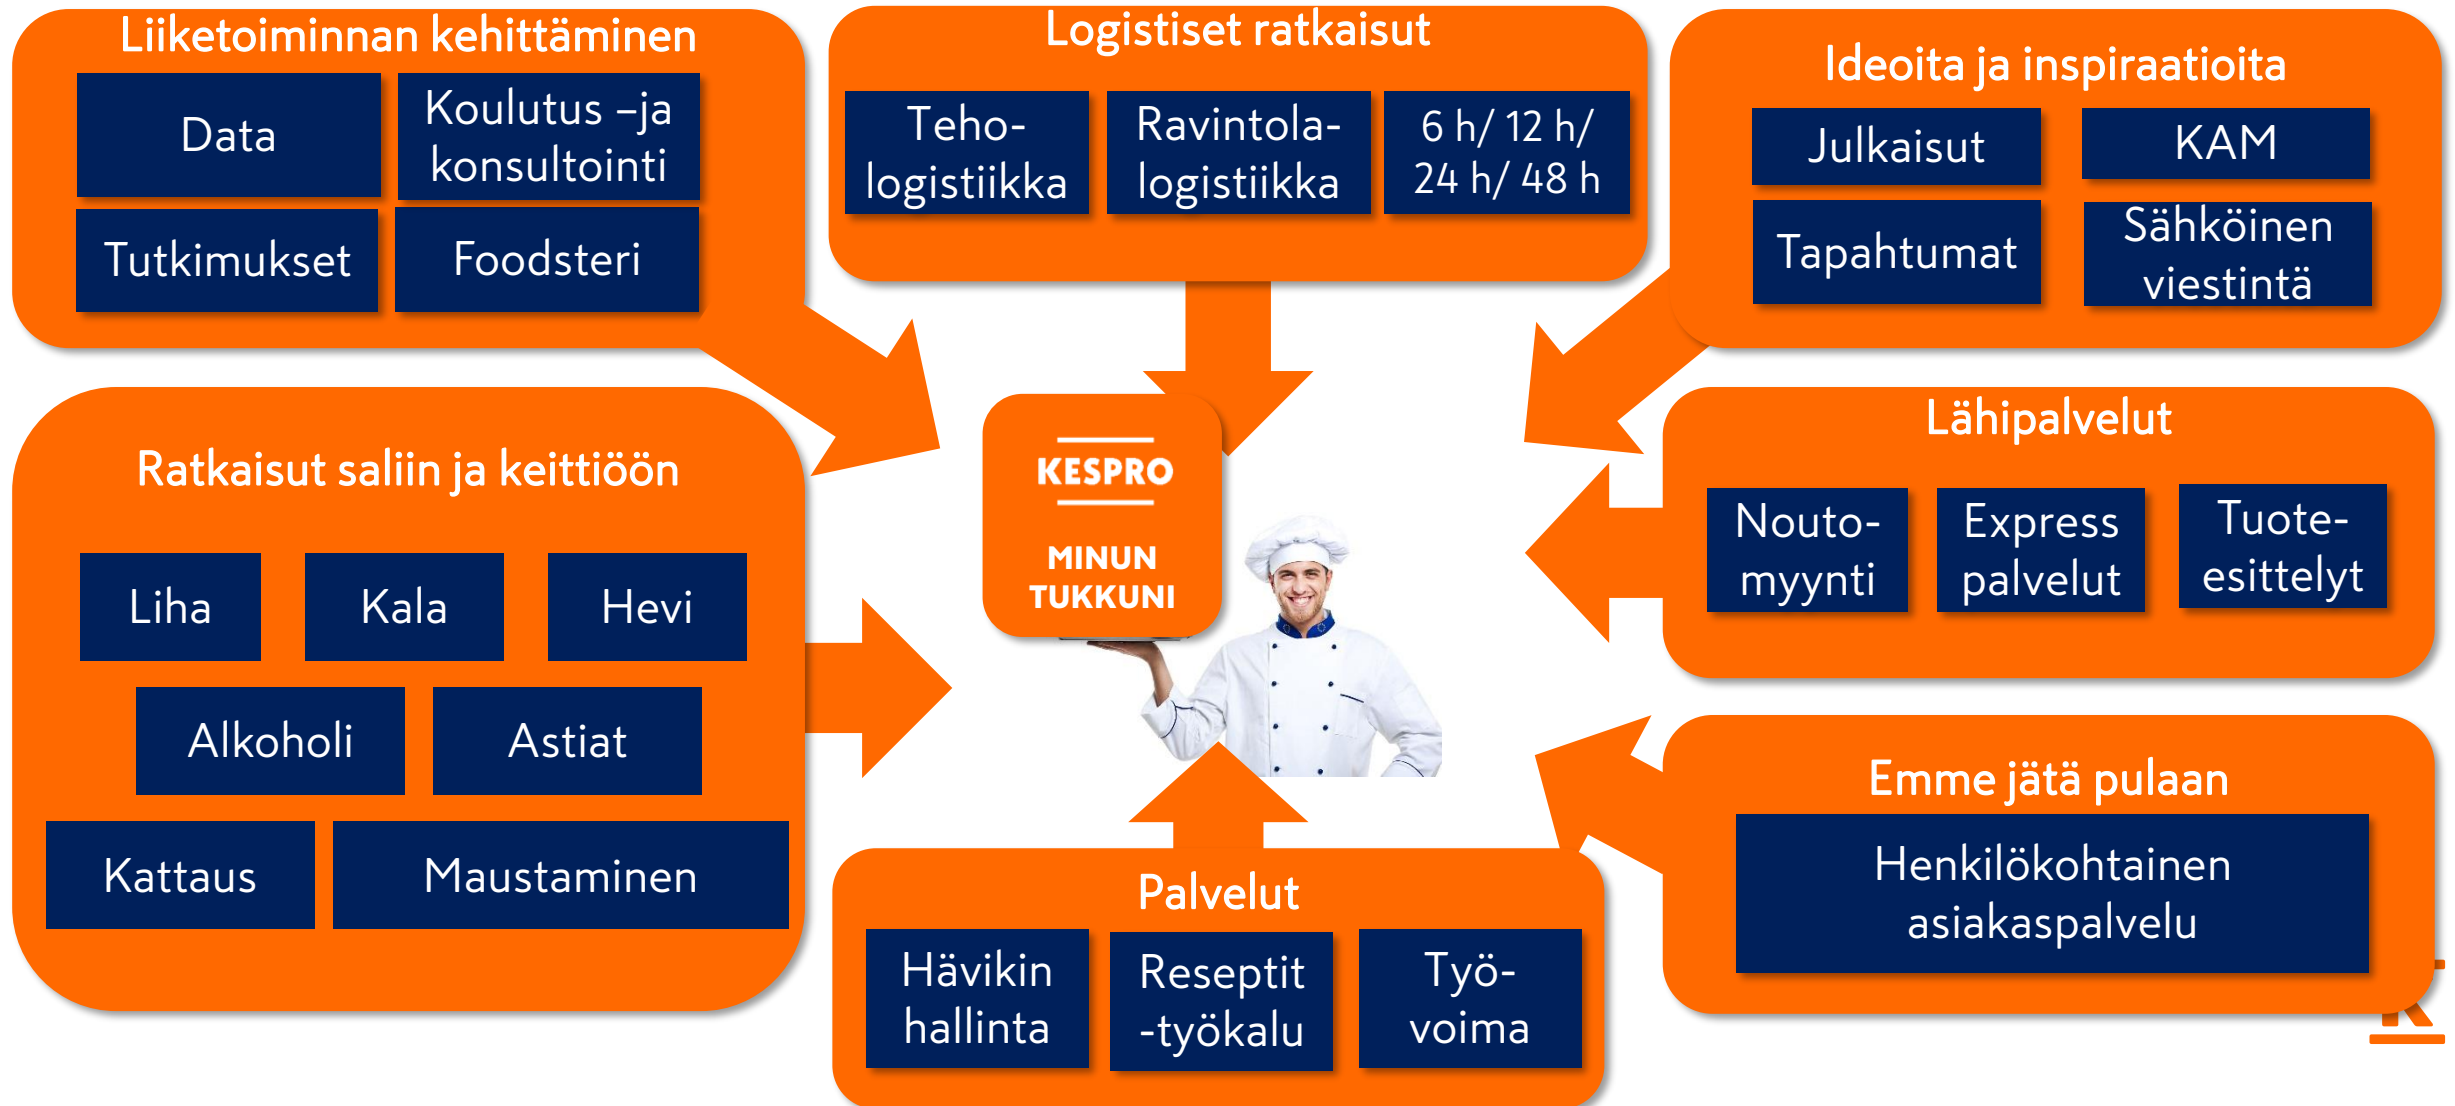 Liiketoiminnan kehittäminen
Data
Koulutus –ja
konsultointi
Tutkimukset
Foodsteri
Logistiset ratkaisut
Teho-
logistiikka
Ravintola-
logistiikka
6 h/ 12 h/
24 h/ 48 h
Ideoita ja inspiraatioita
Julkaisut
KAM
Tapahtumat
Sähköinen
viestintä
Ratkaisut saliin ja keittiöön
Liha
Kala
Hevi
Alkoholi
Astiat
Kattaus
Maustaminen
KESPRO
MINUN
TUKKUNI
Lähipalvelut
Nouto-
myynti
Express
palvelut
Tuote-
esittelyt
Palvelut
Hävikin
hallinta
Reseptit
-työkalu
Työ-
voima
Emme jätä pulaan
Henkilökohtainen
asiakaspalvelu